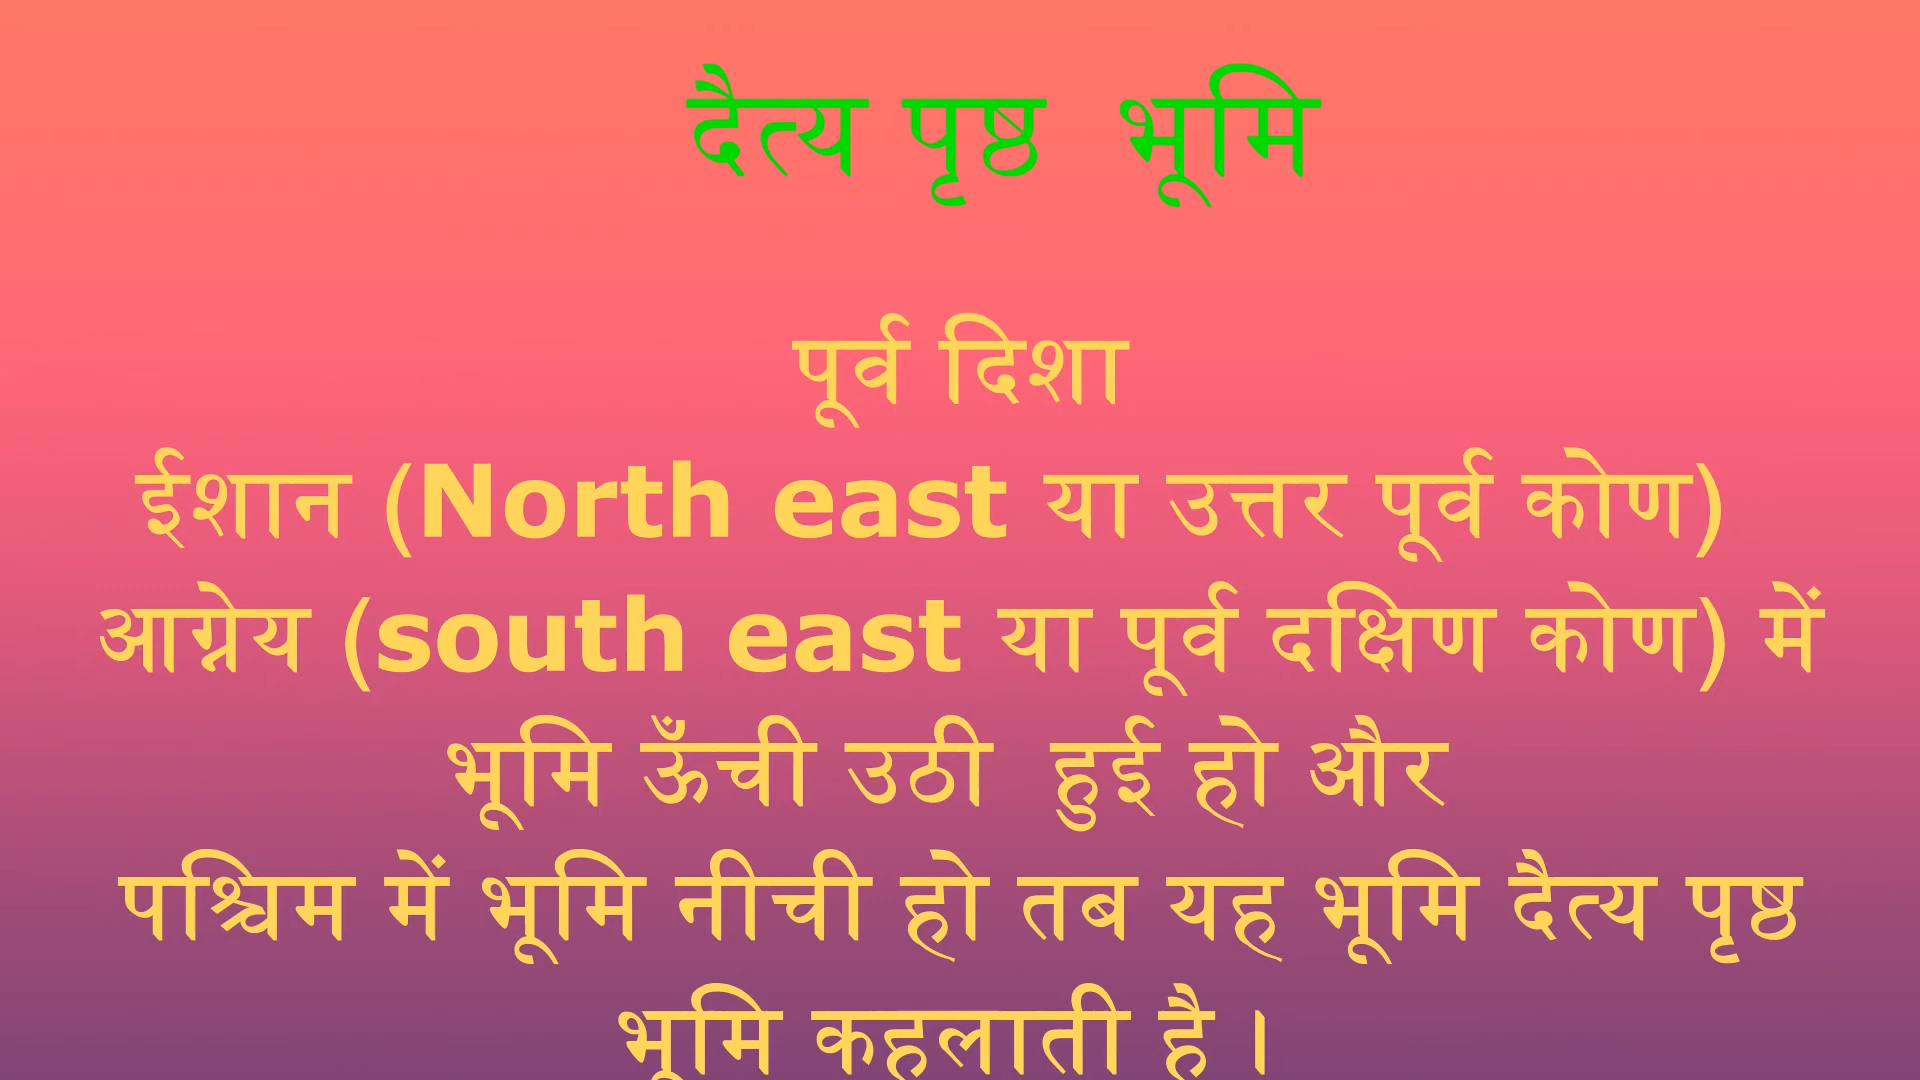 दैत्य पृष्ठ भूमि
पूर्व दिशा
ईशान (North east या उत्तर पूर्व कोण)
आग्नेय (south east या पूर्व दक्षिण कोण) में
भूमि ऊँची उठी हुई हो और
पश्चिम में भूमि नीची हो तब यह भूमि दैत्य पृष्ठ
भूमि कहलाती है ।